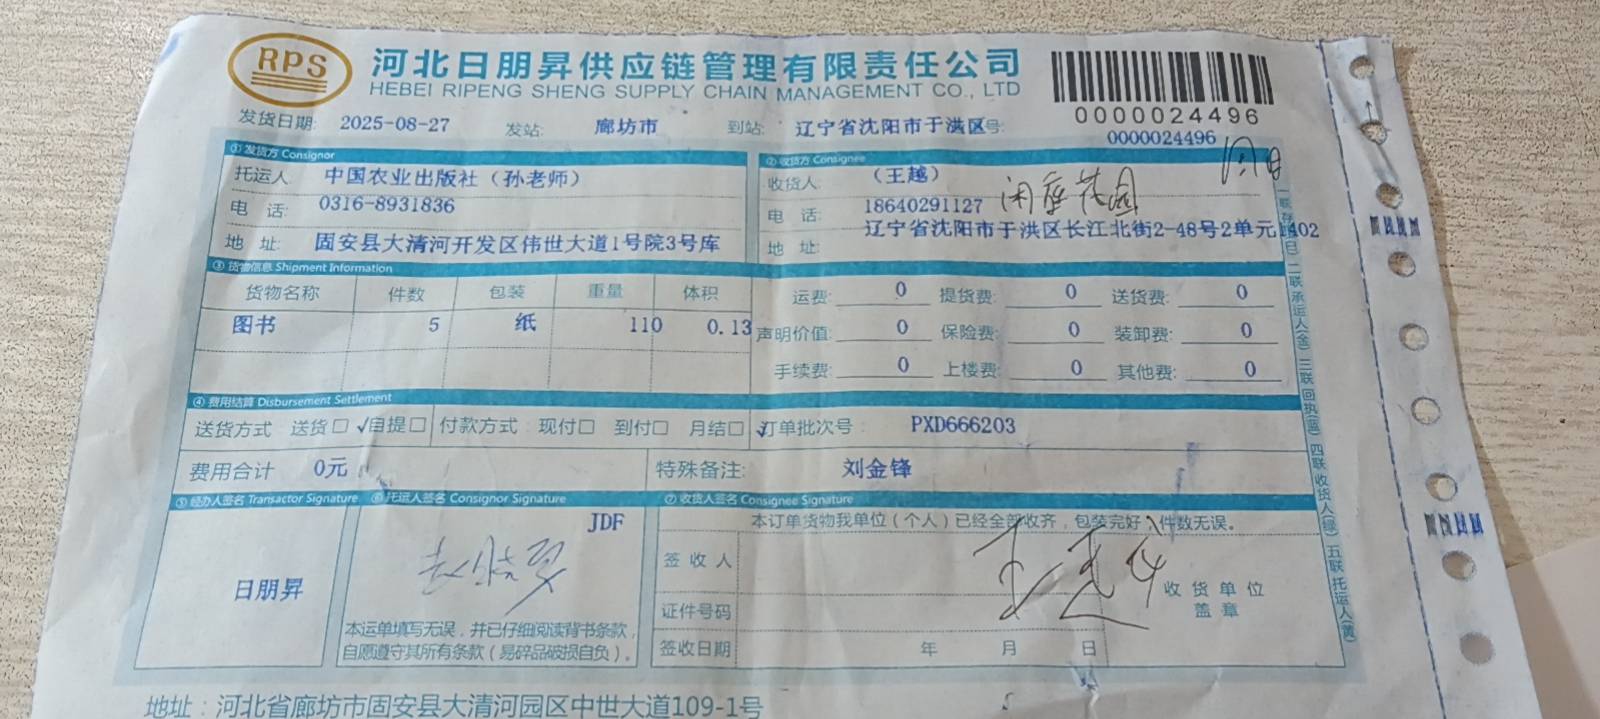 RPS
河北日朋昇供应链管理有限责任公司
HEBEI RIPENG SHENG SUPPLY CHAIN MANAGEMENT CO., LTD
0000024496
发货日期: 2025-08-27 发站: 廊坊市 到站: 辽宁省沈阳市于洪区号: 0000024496
①发货方 Consignor ②收货方 Consignee
托运人 中国农业出版社（孙老师） 收货人 （王越）
电 话: 0316-8931836 电 话: 18640291127 闲庭花园
地 址: 固安县大清河开发区伟世大道1号院3号库 地 址: 辽宁省沈阳市于洪区长江北街2-48号2单元1402
③货物信息 Shipment Information
货物名称 件数 包装 重量 体积 运费: 0 提货费: 0 送货费: 0
图书 5 纸 110 0.13 声明价值: 0 保险费: 0 装卸费: 0
手续费: 0 上楼费: 0 其他费: 0
④费用结算 Disbursement Settlement
送货方式 送货□ √自提□ 付款方式 现付□ 到付□ 月结□ √订单批次号 PXD666203
费用合计 0元 特殊备注: 刘金锋
⑤经办人签名 Transactor Signature ⑥托运人签名 Consignor Signature ⑦收货人签名 Consignee Signature
JDF 本订单货物我单位（个人）已经全部收齐，包装完好，件数无误。
日朋昇 签收人 收货单位
证件号码 盖章
本运单填写无误，并已仔细阅读背书条款，
自愿遵守其所有条款（易碎品破损自负）。 签收日期 年 月 日
二联承运人(金) 三联回执(蓝) 四联收货人(绿) 五联托运人(黄)
地址：河北省廊坊市固安县大清河园区中世大道109-1号